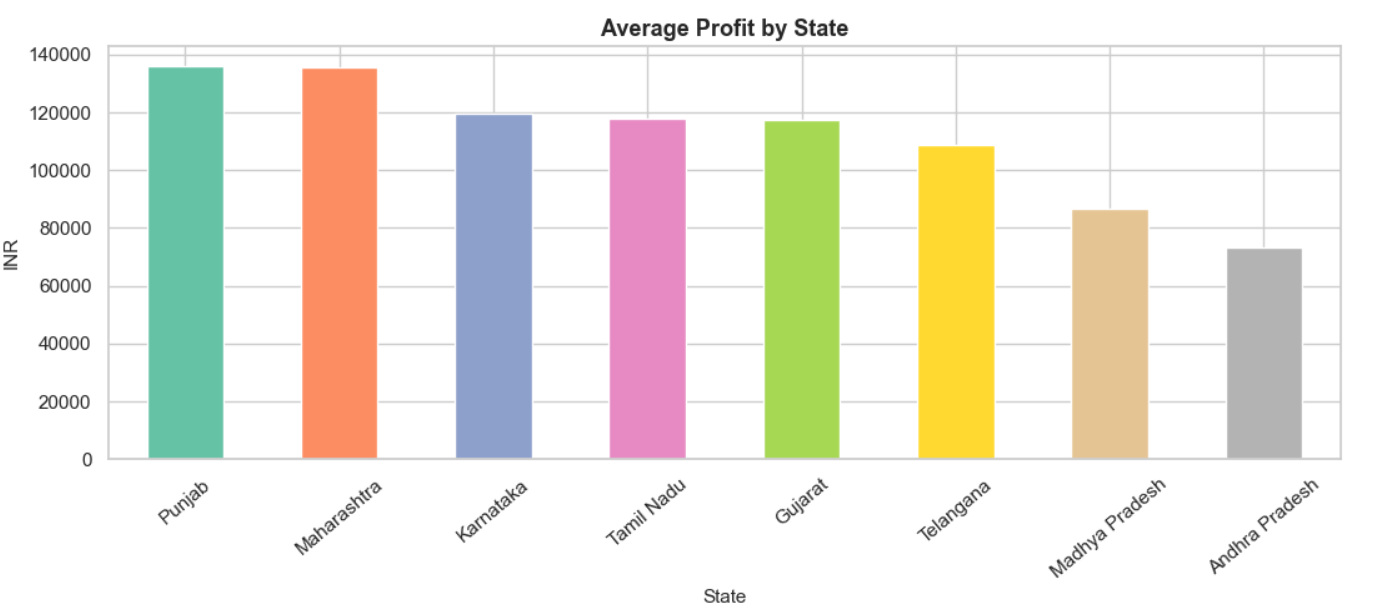 Average Profit by State
140000
120000
100000
80000
60000
40000
20000
0
INR
Punjab
Maharashtra
Karnataka
Tamil Nadu
Gujarat
Telangana
Madhya Pradesh
Andhra Pradesh
State